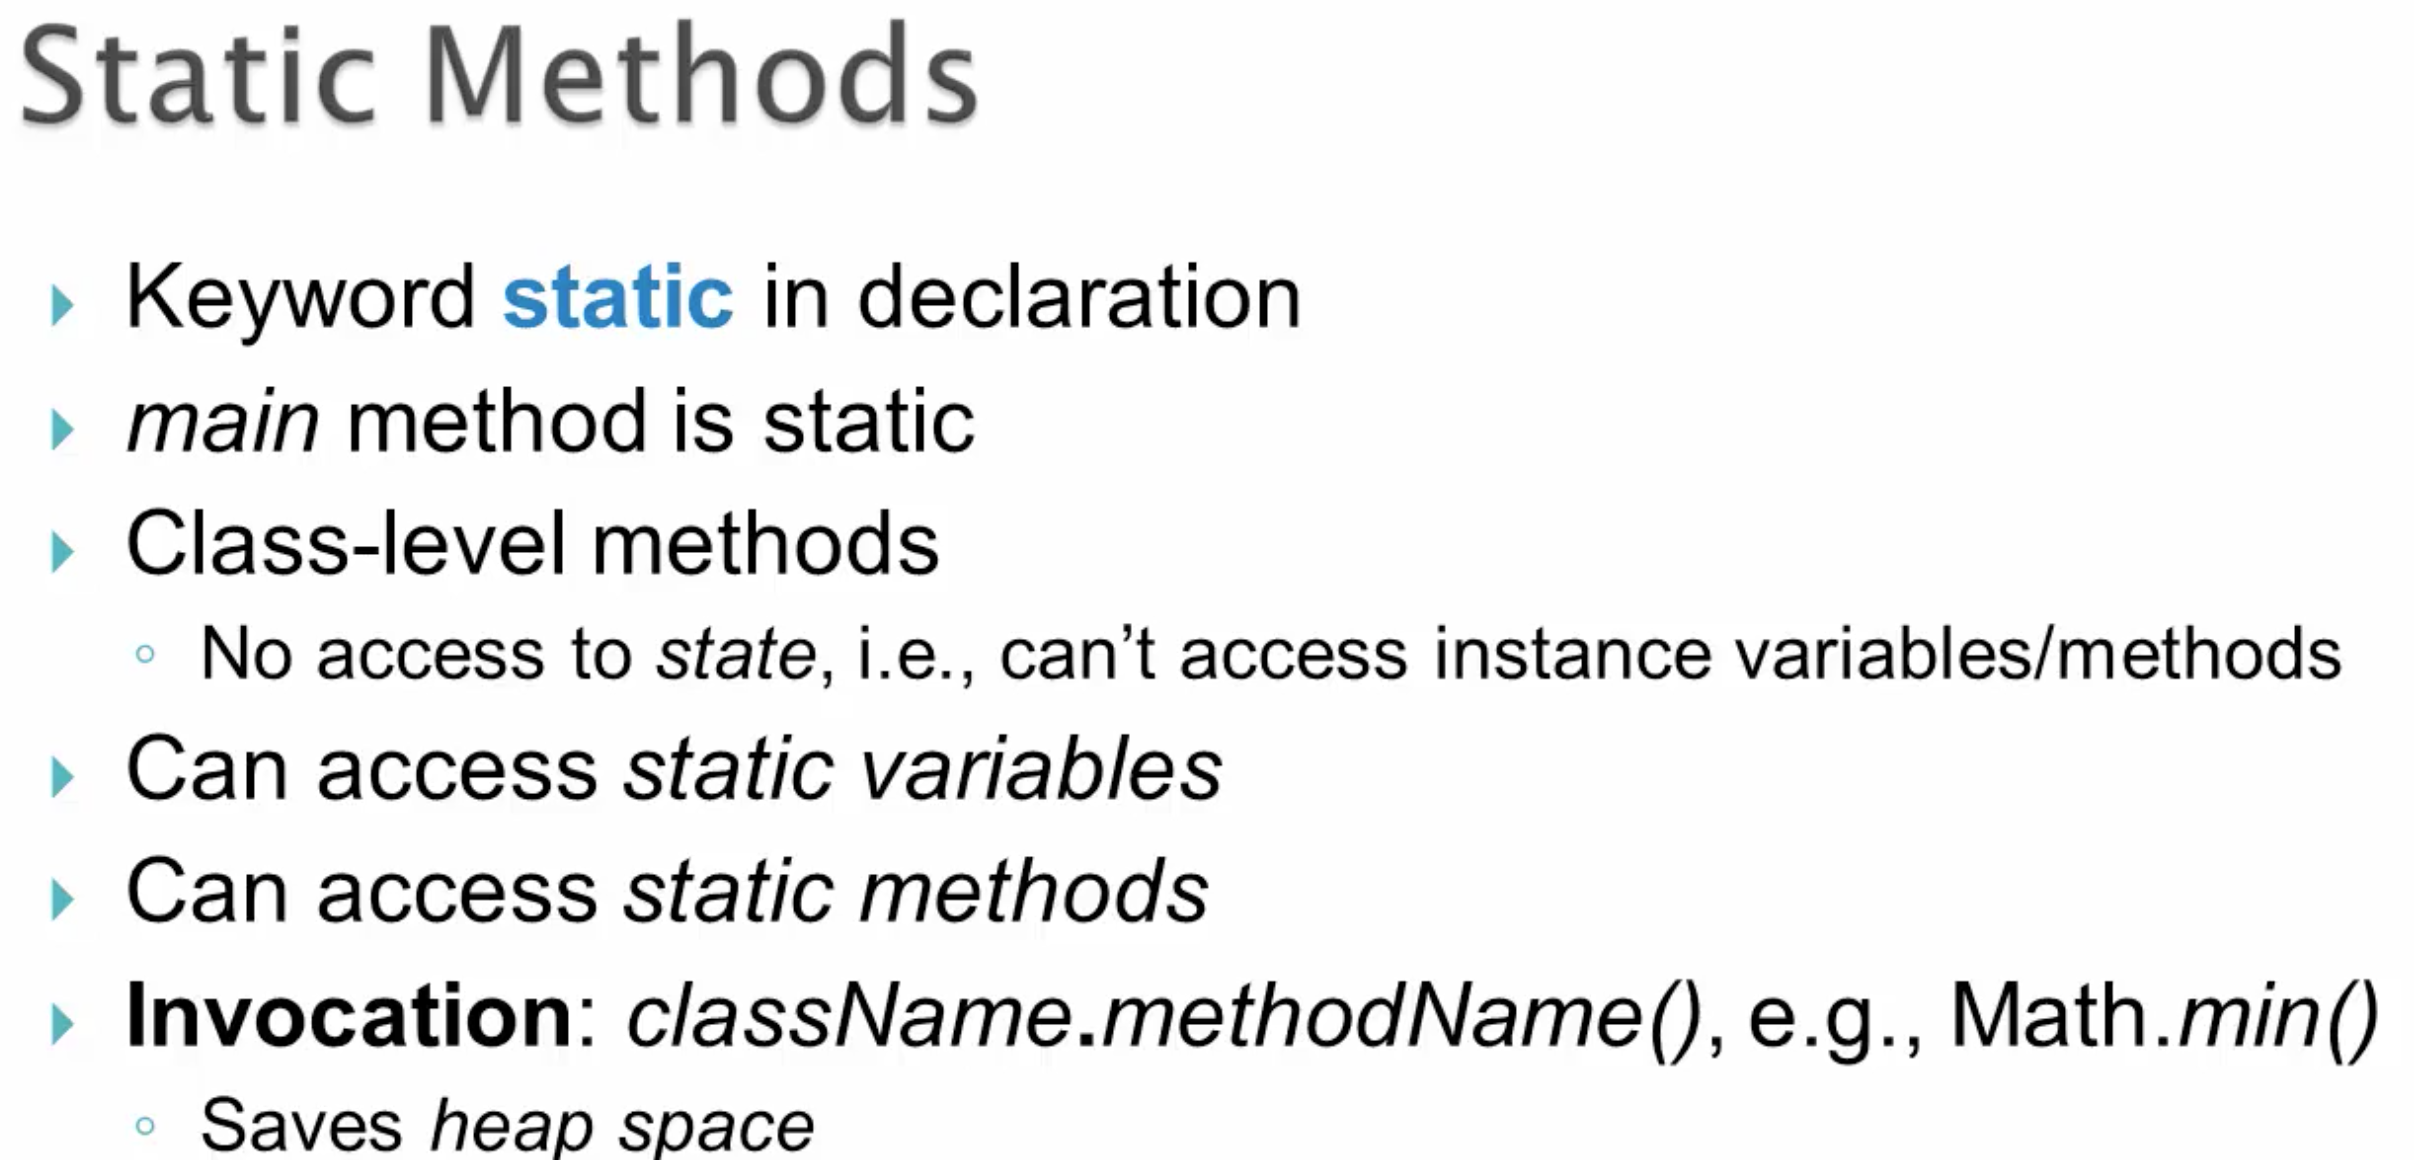 Static Methods
Keyword static in declaration
main method is static
Class-level methods
No access to state, i.e., can’t access instance variables/methods
Can access static variables
Can access static methods
Invocation: className.methodName(), e.g., Math.min()
Saves heap space